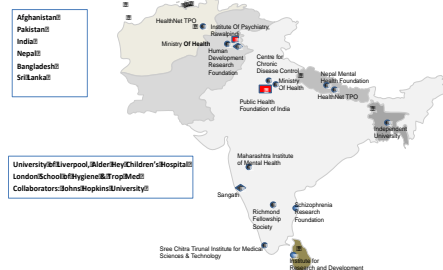 Afghanistan
Pakistan
India
Nepal
Bangladesh
Sri Lanka
HealthNet TPO
Institute Of Psychiatry,
Rawalpindi
Ministry Of Health
Human
Development
Research
Foundation
Centre for
Chronic
Disease Control
Ministry
Of Health
Public Health
Foundation of India
Nepal Mental
Health Foundation
HealthNet TPO
Independent
University
University of Liverpool, Alder Hey Children's Hospital
London School of Hygiene & Trop Med
Collaborators: Johns Hopkins University
Maharashtra Institute
of Mental Health
Sangath
Richmond
Fellowship
Society
Schizophrenia
Research
Foundation
Sree Chitra Tirunal Institute for Medical
Sciences & Technology
Institute for
Research and Development